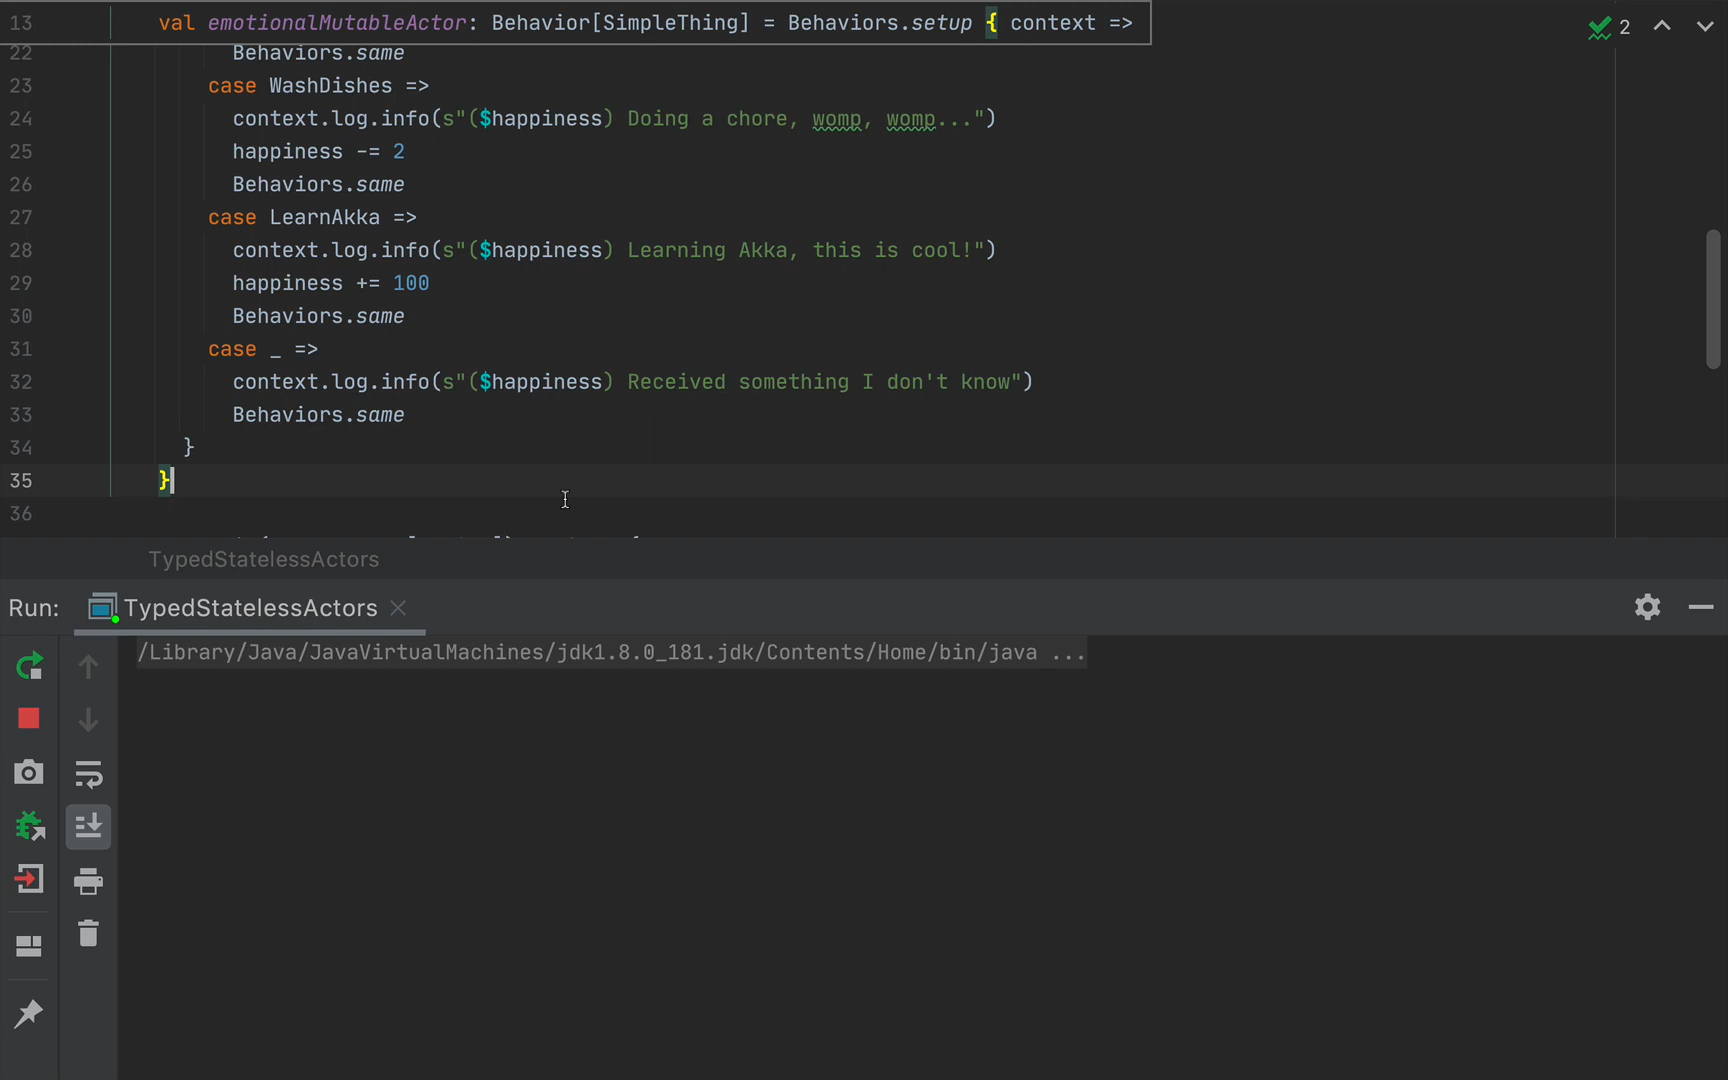 13 val emotionalMutableActor: Behavior[SimpleThing] = Behaviors.setup { context =>
2
22 Behaviors.same
23 case WashDishes =>
24 context.log.info(s"($happiness) Doing a chore, womp, womp...")
25 happiness -= 2
26 Behaviors.same
27 case LearnAkka =>
28 context.log.info(s"($happiness) Learning Akka, this is cool!")
29 happiness += 100
30 Behaviors.same
31 case _ =>
32 context.log.info(s"($happiness) Received something I don't know")
33 Behaviors.same
34 }
35 }
36
TypedStatelessActors
Run: TypedStatelessActors
/Library/Java/JavaVirtualMachines/jdk1.8.0_181.jdk/Contents/Home/bin/java ...